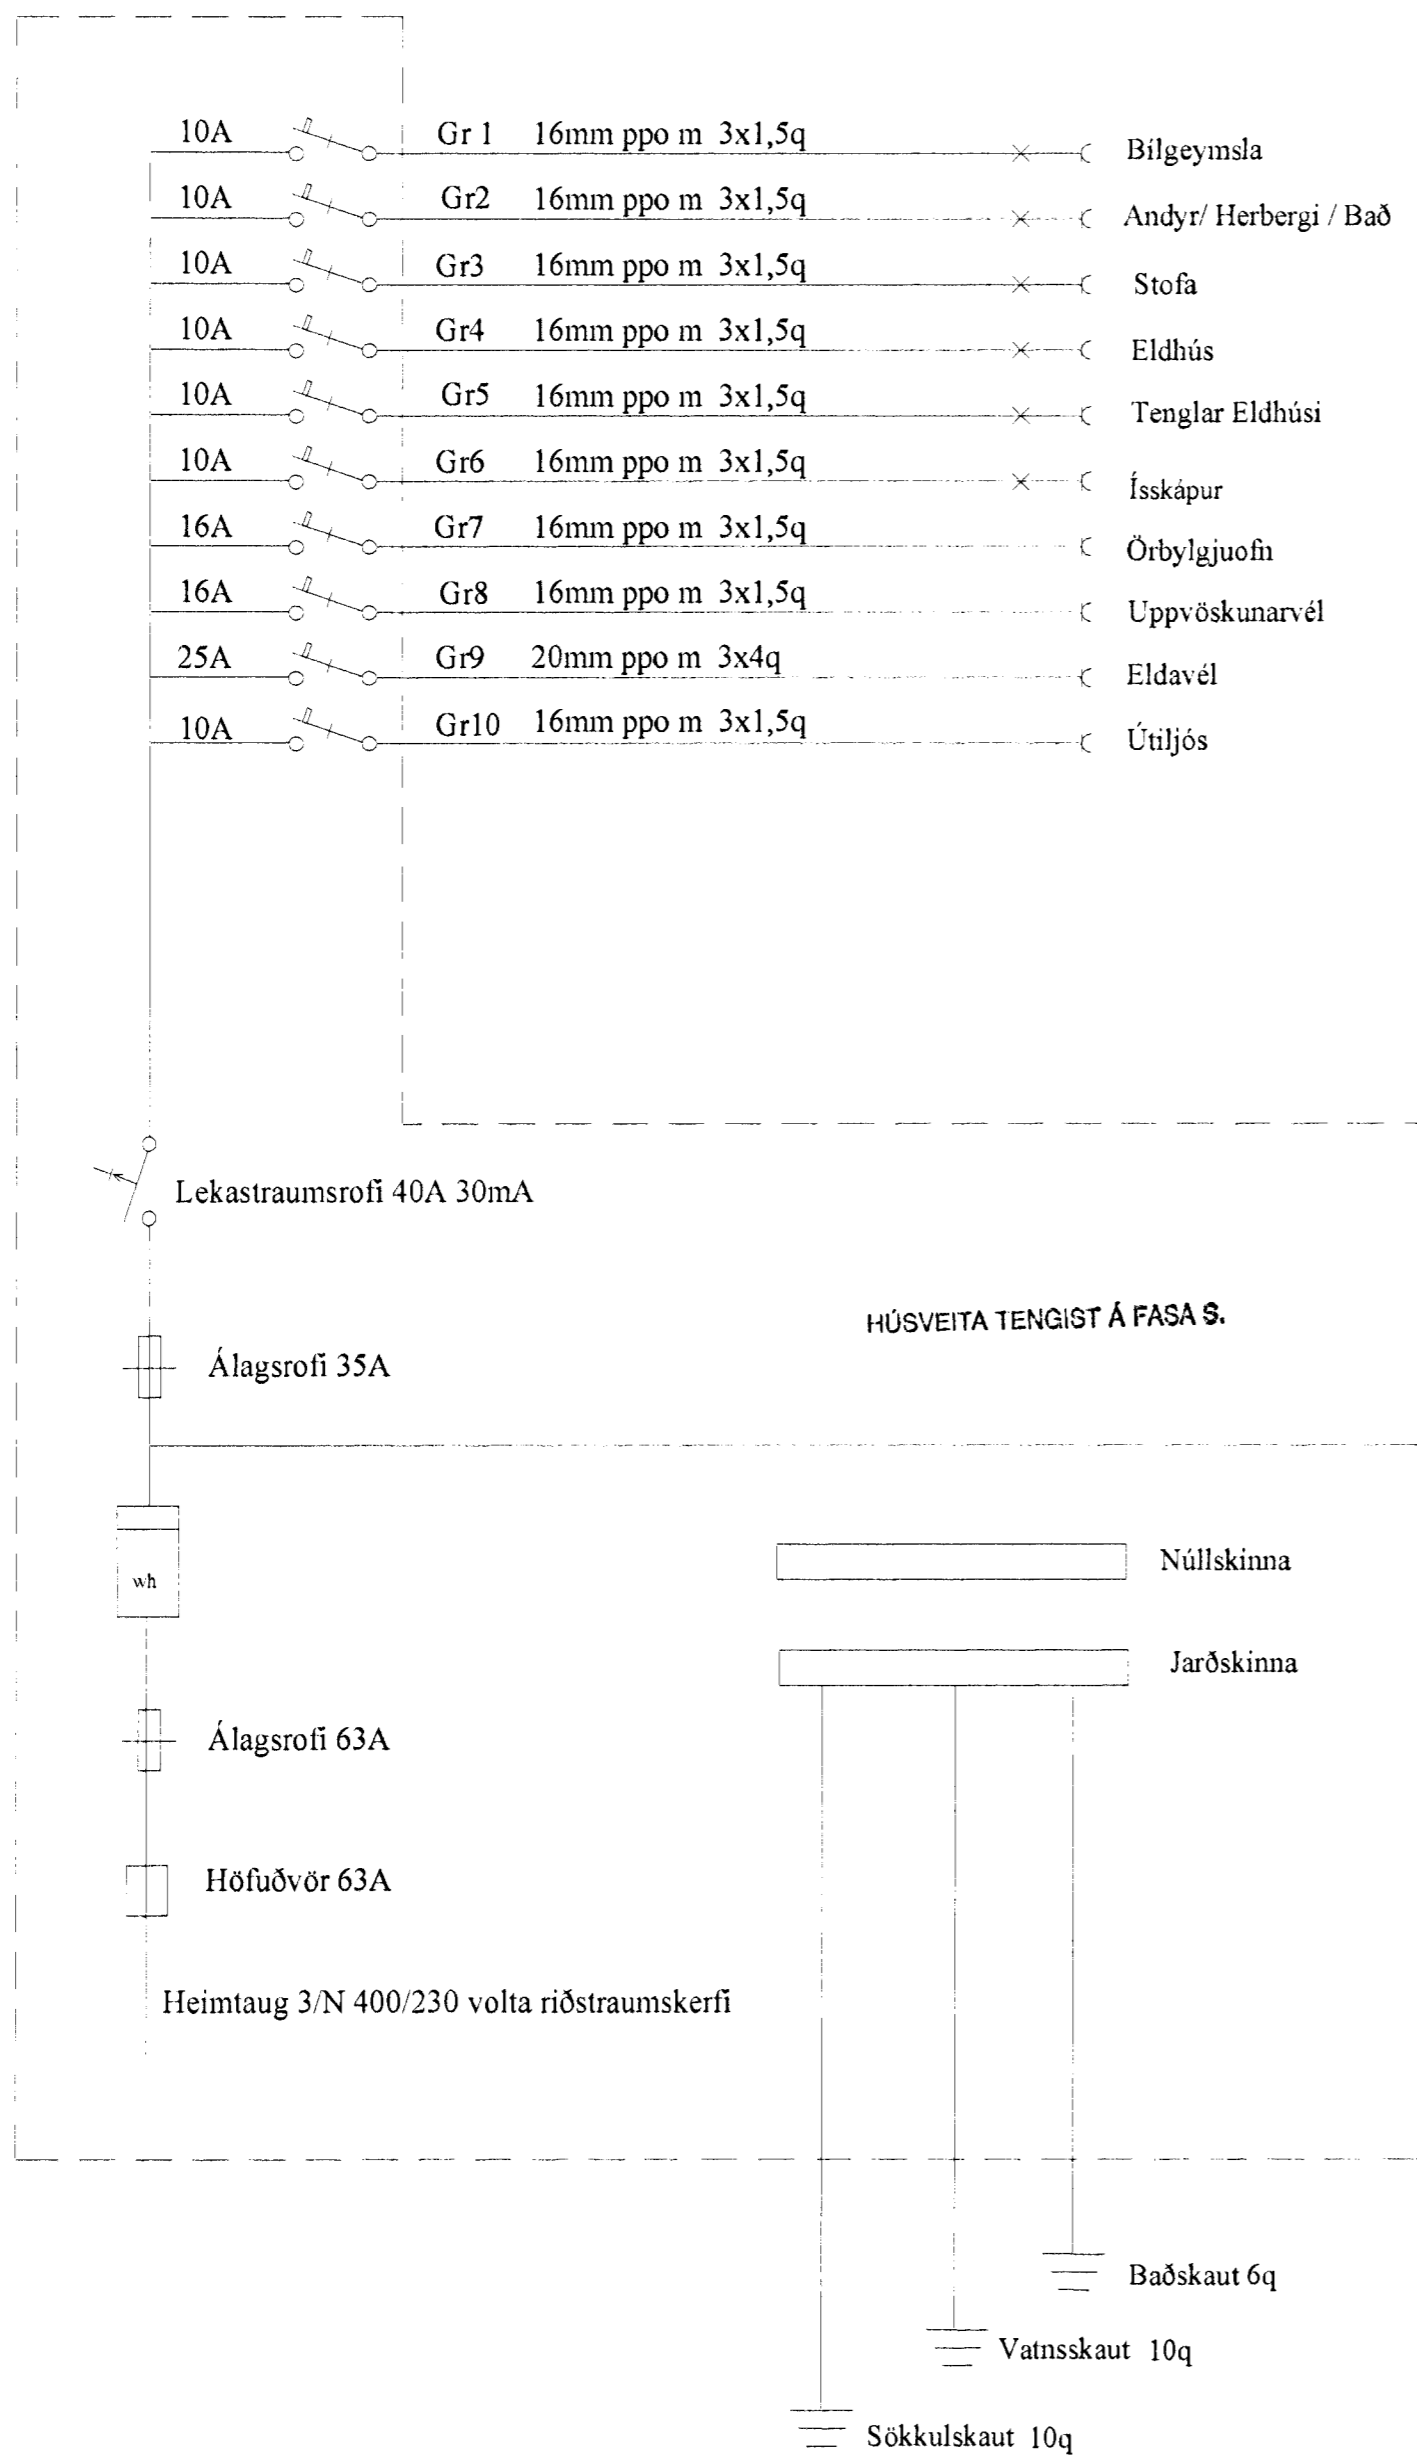 10A Gr 1 16mm ppo m 3x1,5q Bílgeymsla
10A Gr2 16mm ppo m 3x1,5q Andyr/ Herbergi / Bað
10A Gr3 16mm ppo m 3x1,5q Stofa
10A Gr4 16mm ppo m 3x1,5q Eldhús
10A Gr5 16mm ppo m 3x1,5q Tenglar Eldhúsi
10A Gr6 16mm ppo m 3x1,5q Ísskápur
16A Gr7 16mm ppo m 3x1,5q Örbylgjuofn
16A Gr8 16mm ppo m 3x1,5q Uppvöskunarvél
25A Gr9 20mm ppo m 3x4q Eldavél
10A Gr10 16mm ppo m 3x1,5q Útiljós
Lekastraumsrofi 40A 30mA
HÚSVEITA TENGIST Á FASA S.
Álagsrofi 35A
Núllskinna
wh
Jarðskinna
Álagsrofi 63A
Höfuðvör 63A
Heimtaug 3/N 400/230 volta riðstraumskerfi
Baðskaut 6q
Vatnsskaut 10q
Sökkulskaut 10q